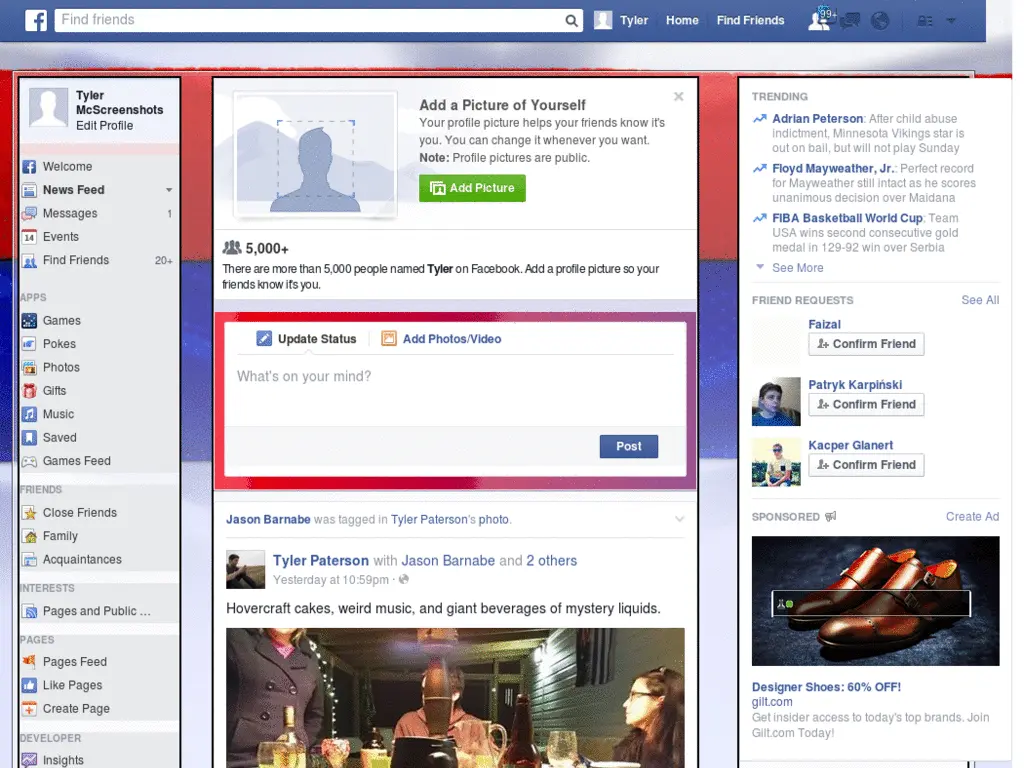 Find friends
Tyler
Home
Find Friends
99+
Tyler
McScreenshots
Edit Profile
Welcome
News Feed
Messages 1
14 Events
Find Friends 20+
APPS
Games
Pokes
Photos
Gifts
Music
Saved
Games Feed
FRIENDS
Close Friends
Family
Acquaintances
INTERESTS
Pages and Public ...
PAGES
Pages Feed
Like Pages
Create Page
DEVELOPER
Insights
Add a Picture of Yourself
Your profile picture helps your friends know it's
you. You can change it whenever you want.
Note: Profile pictures are public.
Add Picture
5,000+
There are more than 5,000 people named Tyler on Facebook. Add a profile picture so your
friends know it's you.
Update Status
Add Photos/Video
What's on your mind?
Post
Jason Barnabe was tagged in Tyler Paterson's photo.
Tyler Paterson with Jason Barnabe and 2 others
Yesterday at 10:59pm ·
Hovercraft cakes, weird music, and giant beverages of mystery liquids.
TRENDING
Adrian Peterson: After child abuse
indictment, Minnesota Vikings star is
out on bail, but will not play Sunday
Floyd Mayweather, Jr.: Perfect record
for Mayweather still intact as he scores
unanimous decision over Maidana
FIBA Basketball World Cup: Team
USA wins second consecutive gold
medal in 129-92 win over Serbia
See More
FRIEND REQUESTS See All
Faizal
Confirm Friend
Patryk Karpiński
Confirm Friend
Kacper Glanert
Confirm Friend
SPONSORED Create Ad
Designer Shoes: 60% OFF!
gilt.com
Get insider access to today's top brands. Join
Gilt.com Today!